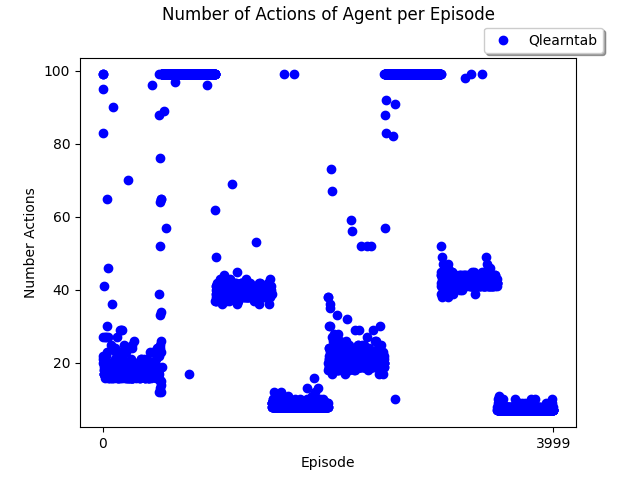 Number of Actions of Agent per Episode
Qlearntab
100
80
60
40
20
Number Actions
0
3999
Episode